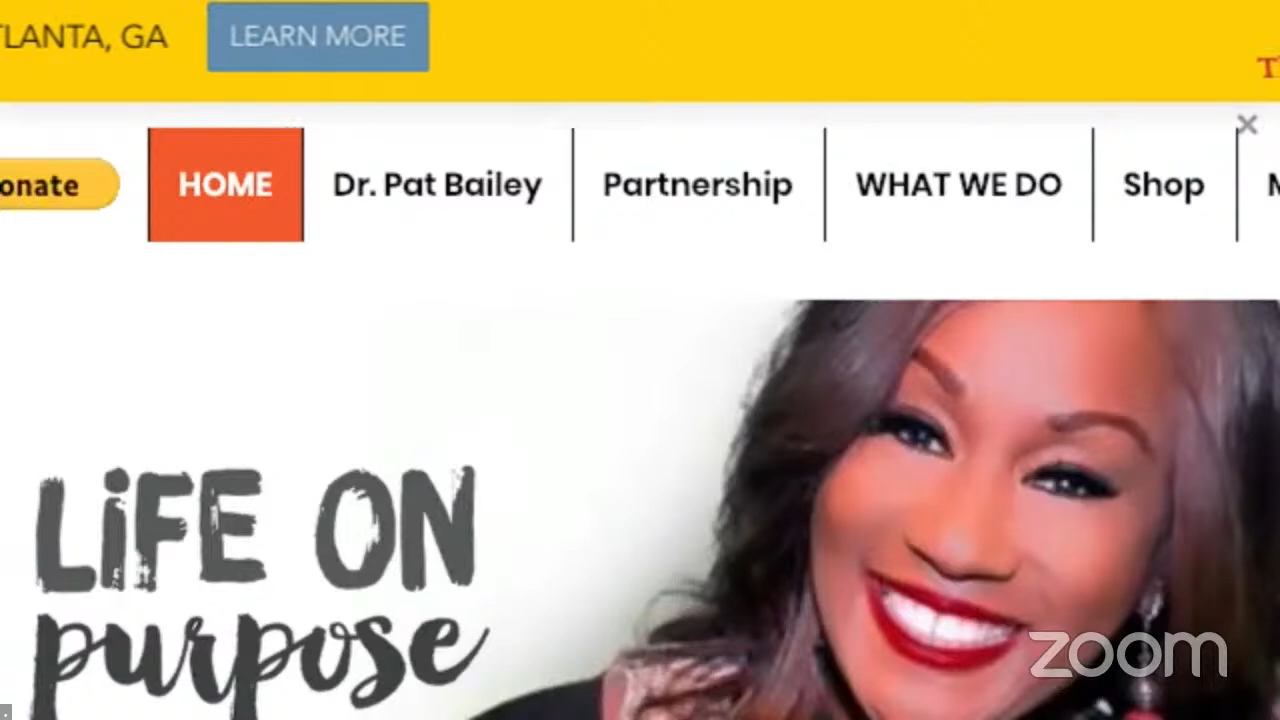 TLANTA, GA
LEARN MORE
onate
HOME
Dr. Pat Bailey
Partnership
WHAT WE DO
Shop
LiFE ON
purpose
zoom